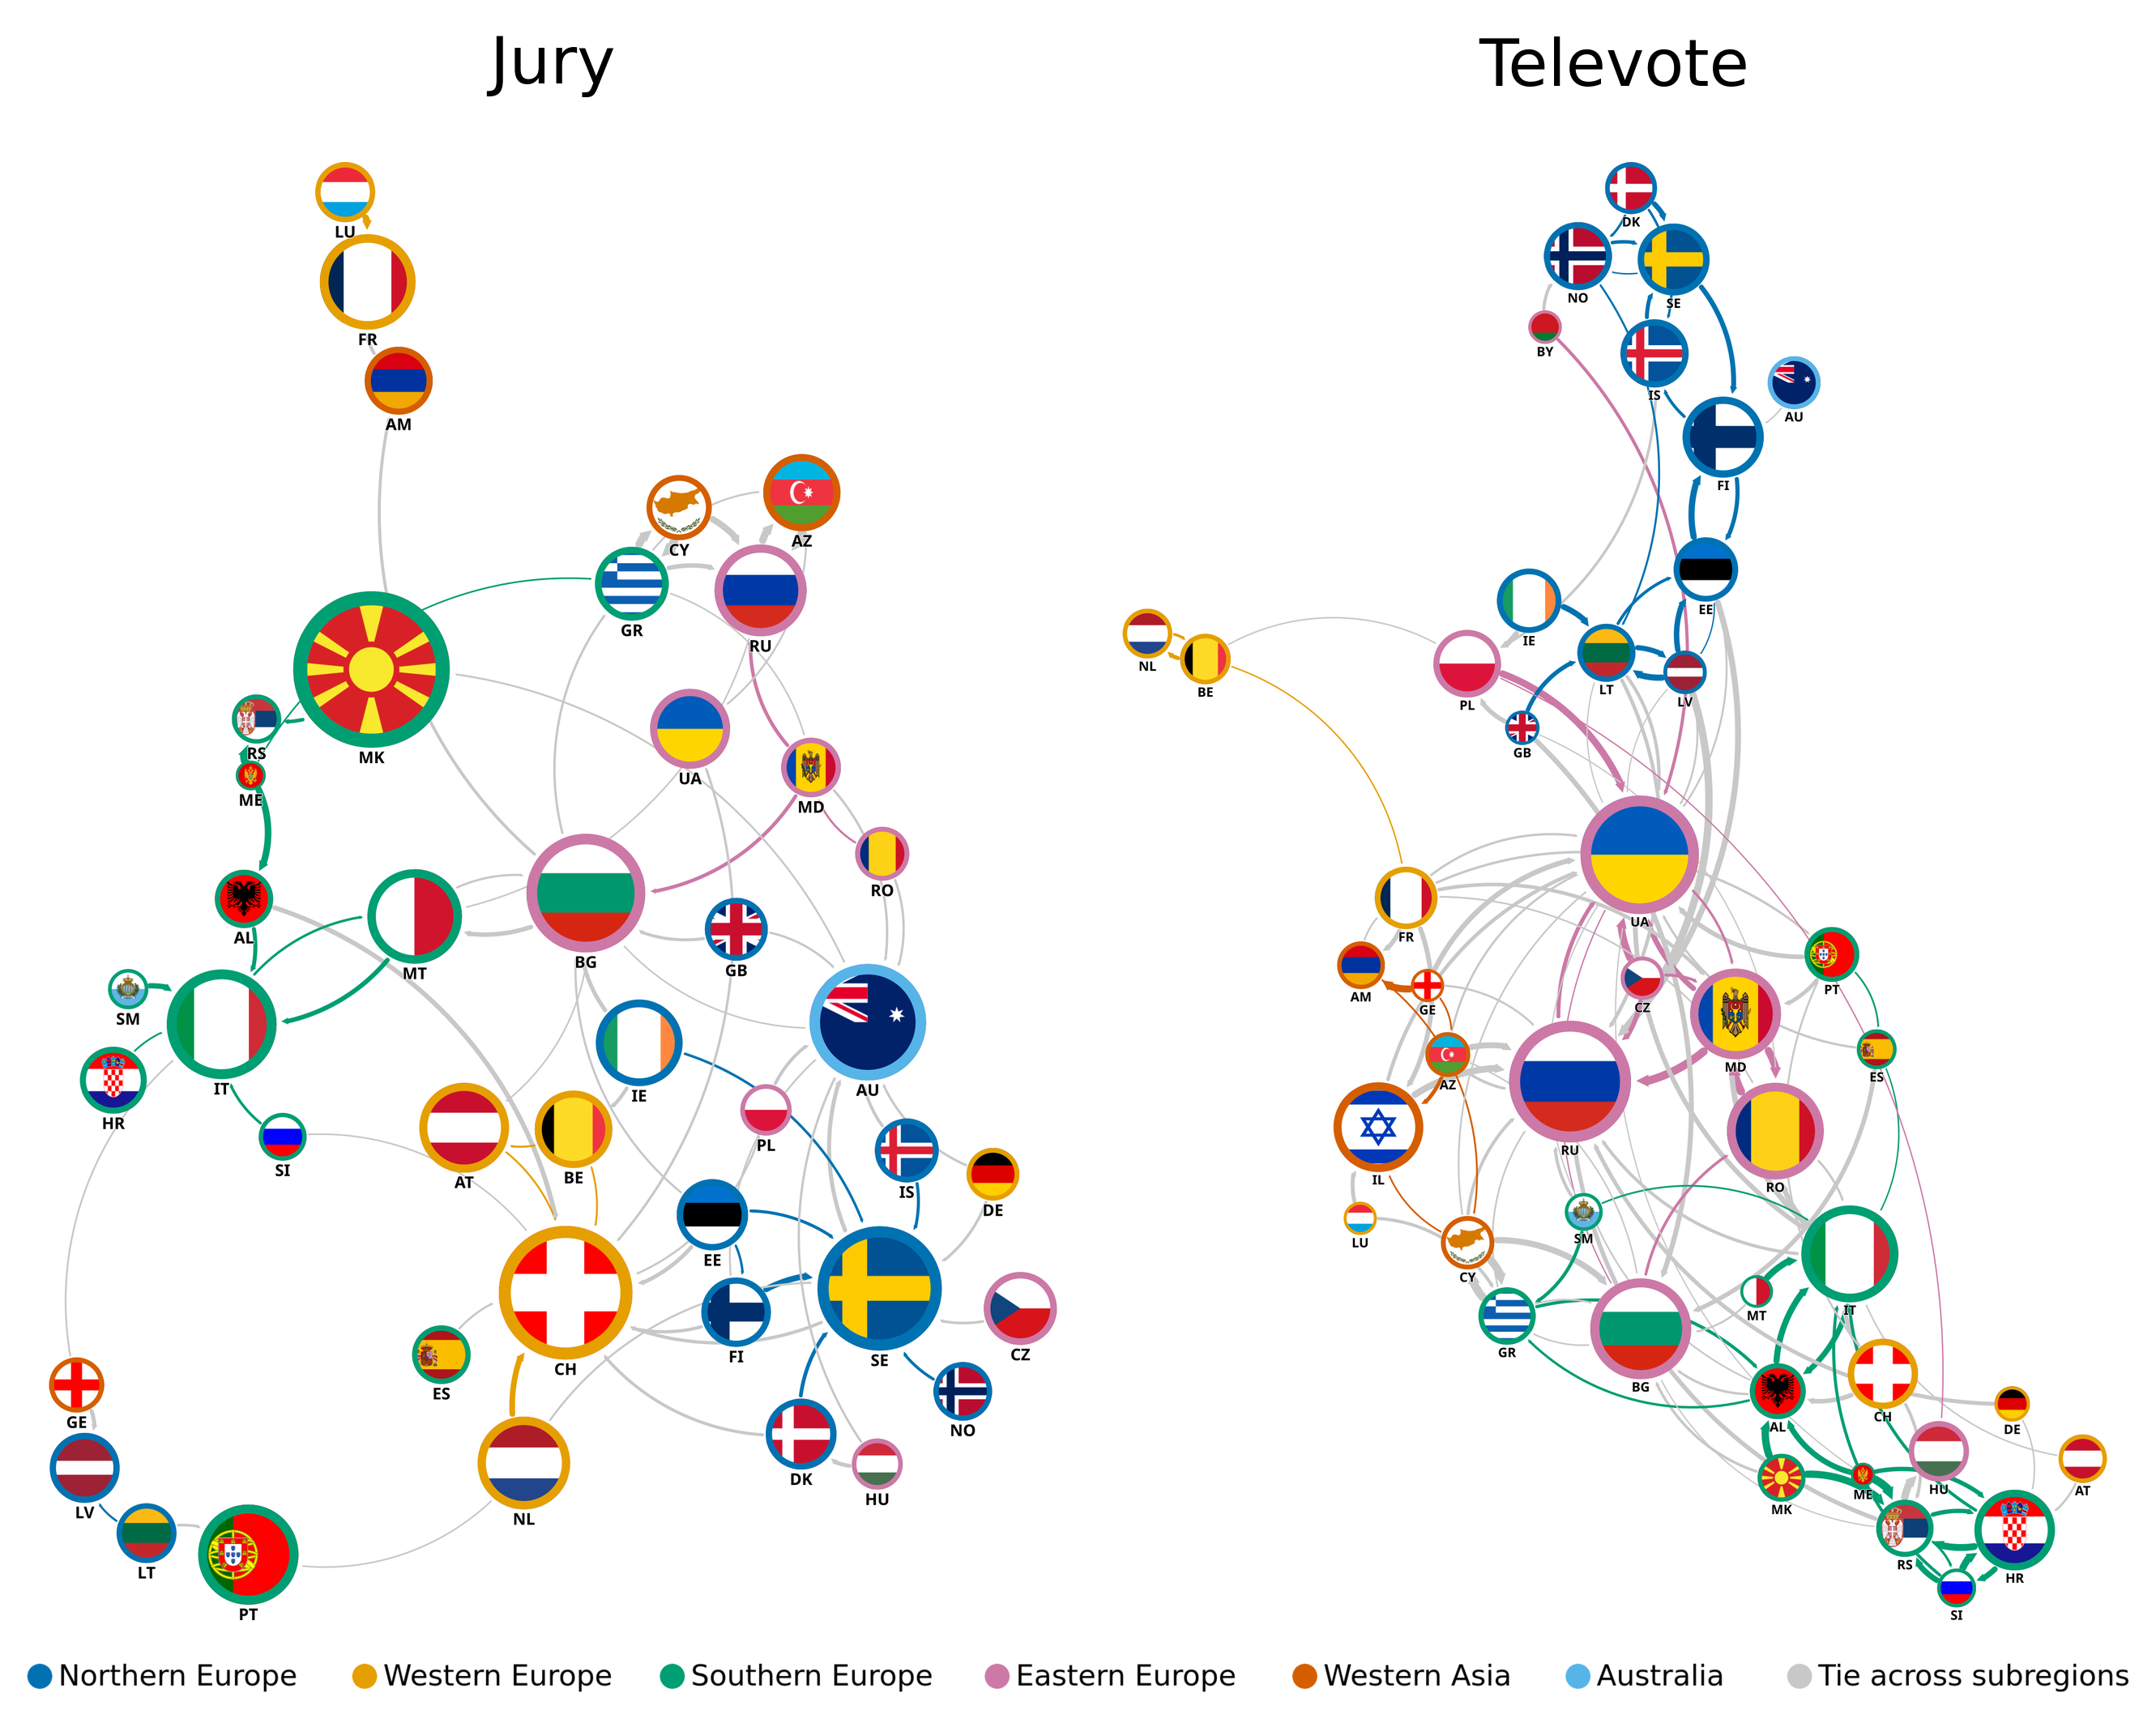 Jury
Televote
LU
FR
AM
CY
AZ
GR
RU
MK
RS
ME
UA
MD
RO
AL
MT
BG
GB
SM
IT
AU
HR
IE
PL
SI
AT
BE
IS
DE
EE
CH
FI
SE
CZ
ES
GE
NO
LV
NL
DK
HU
LT
PT
DK
NO
SE
BY
IS
AU
FI
EE
IE
NL
BE
PL
LT
LV
GB
UA
FR
AM
GE
CZ
PT
AZ
MD
ES
IL
RU
RO
LU
SM
CY
MT
IT
GR
BG
AL
CH
DE
MK
ME
HU
AT
RS
HR
SI
Northern Europe
Western Europe
Southern Europe
Eastern Europe
Western Asia
Australia
Tie across subregions